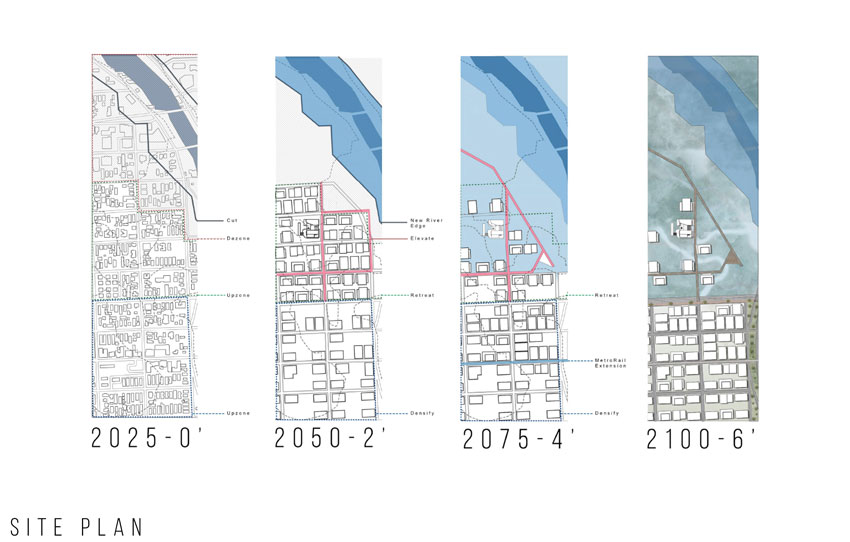 Cut
Dezone
Upzone
Upzone
New River
Edge
Elevate
Retreat
Densify
Retreat
MetroRail
Extension
Densify
2025-0'
2050-2'
2075-4'
2100-6'
SITE PLAN